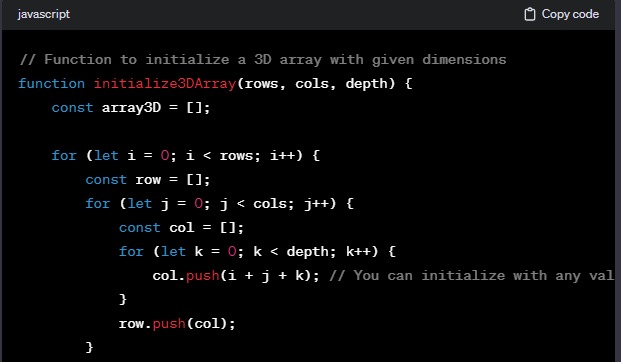 javascript
Copy code
// Function to initialize a 3D array with given dimensions
function initialize3DArray(rows, cols, depth) {
    const array3D = [];

    for (let i = 0; i < rows; i++) {
        const row = [];
        for (let j = 0; j < cols; j++) {
            const col = [];
            for (let k = 0; k < depth; k++) {
                col.push(i + j + k); // You can initialize with any val
            }
            row.push(col);
        }